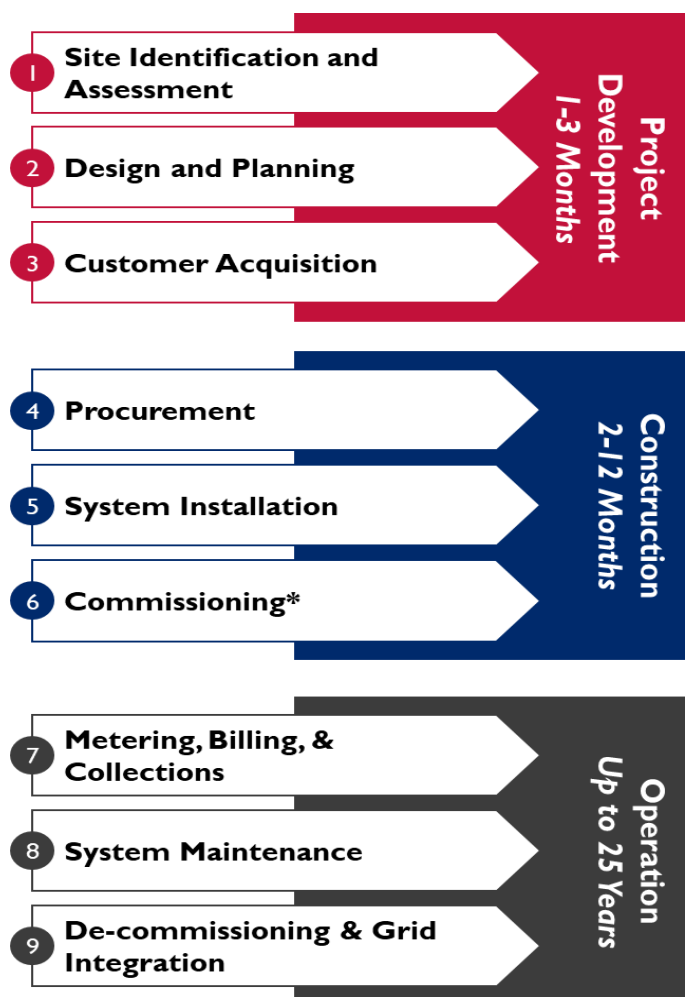 1
Site Identification and
Assessment
2
Design and Planning
3
Customer Acquisition
Project
Development
1-3 Months
4
Procurement
5
System Installation
6
Commissioning*
Construction
2-12 Months
7
Metering, Billing, &
Collections
8
System Maintenance
9
De-commissioning & Grid
Integration
Operation
Up to 25 Years